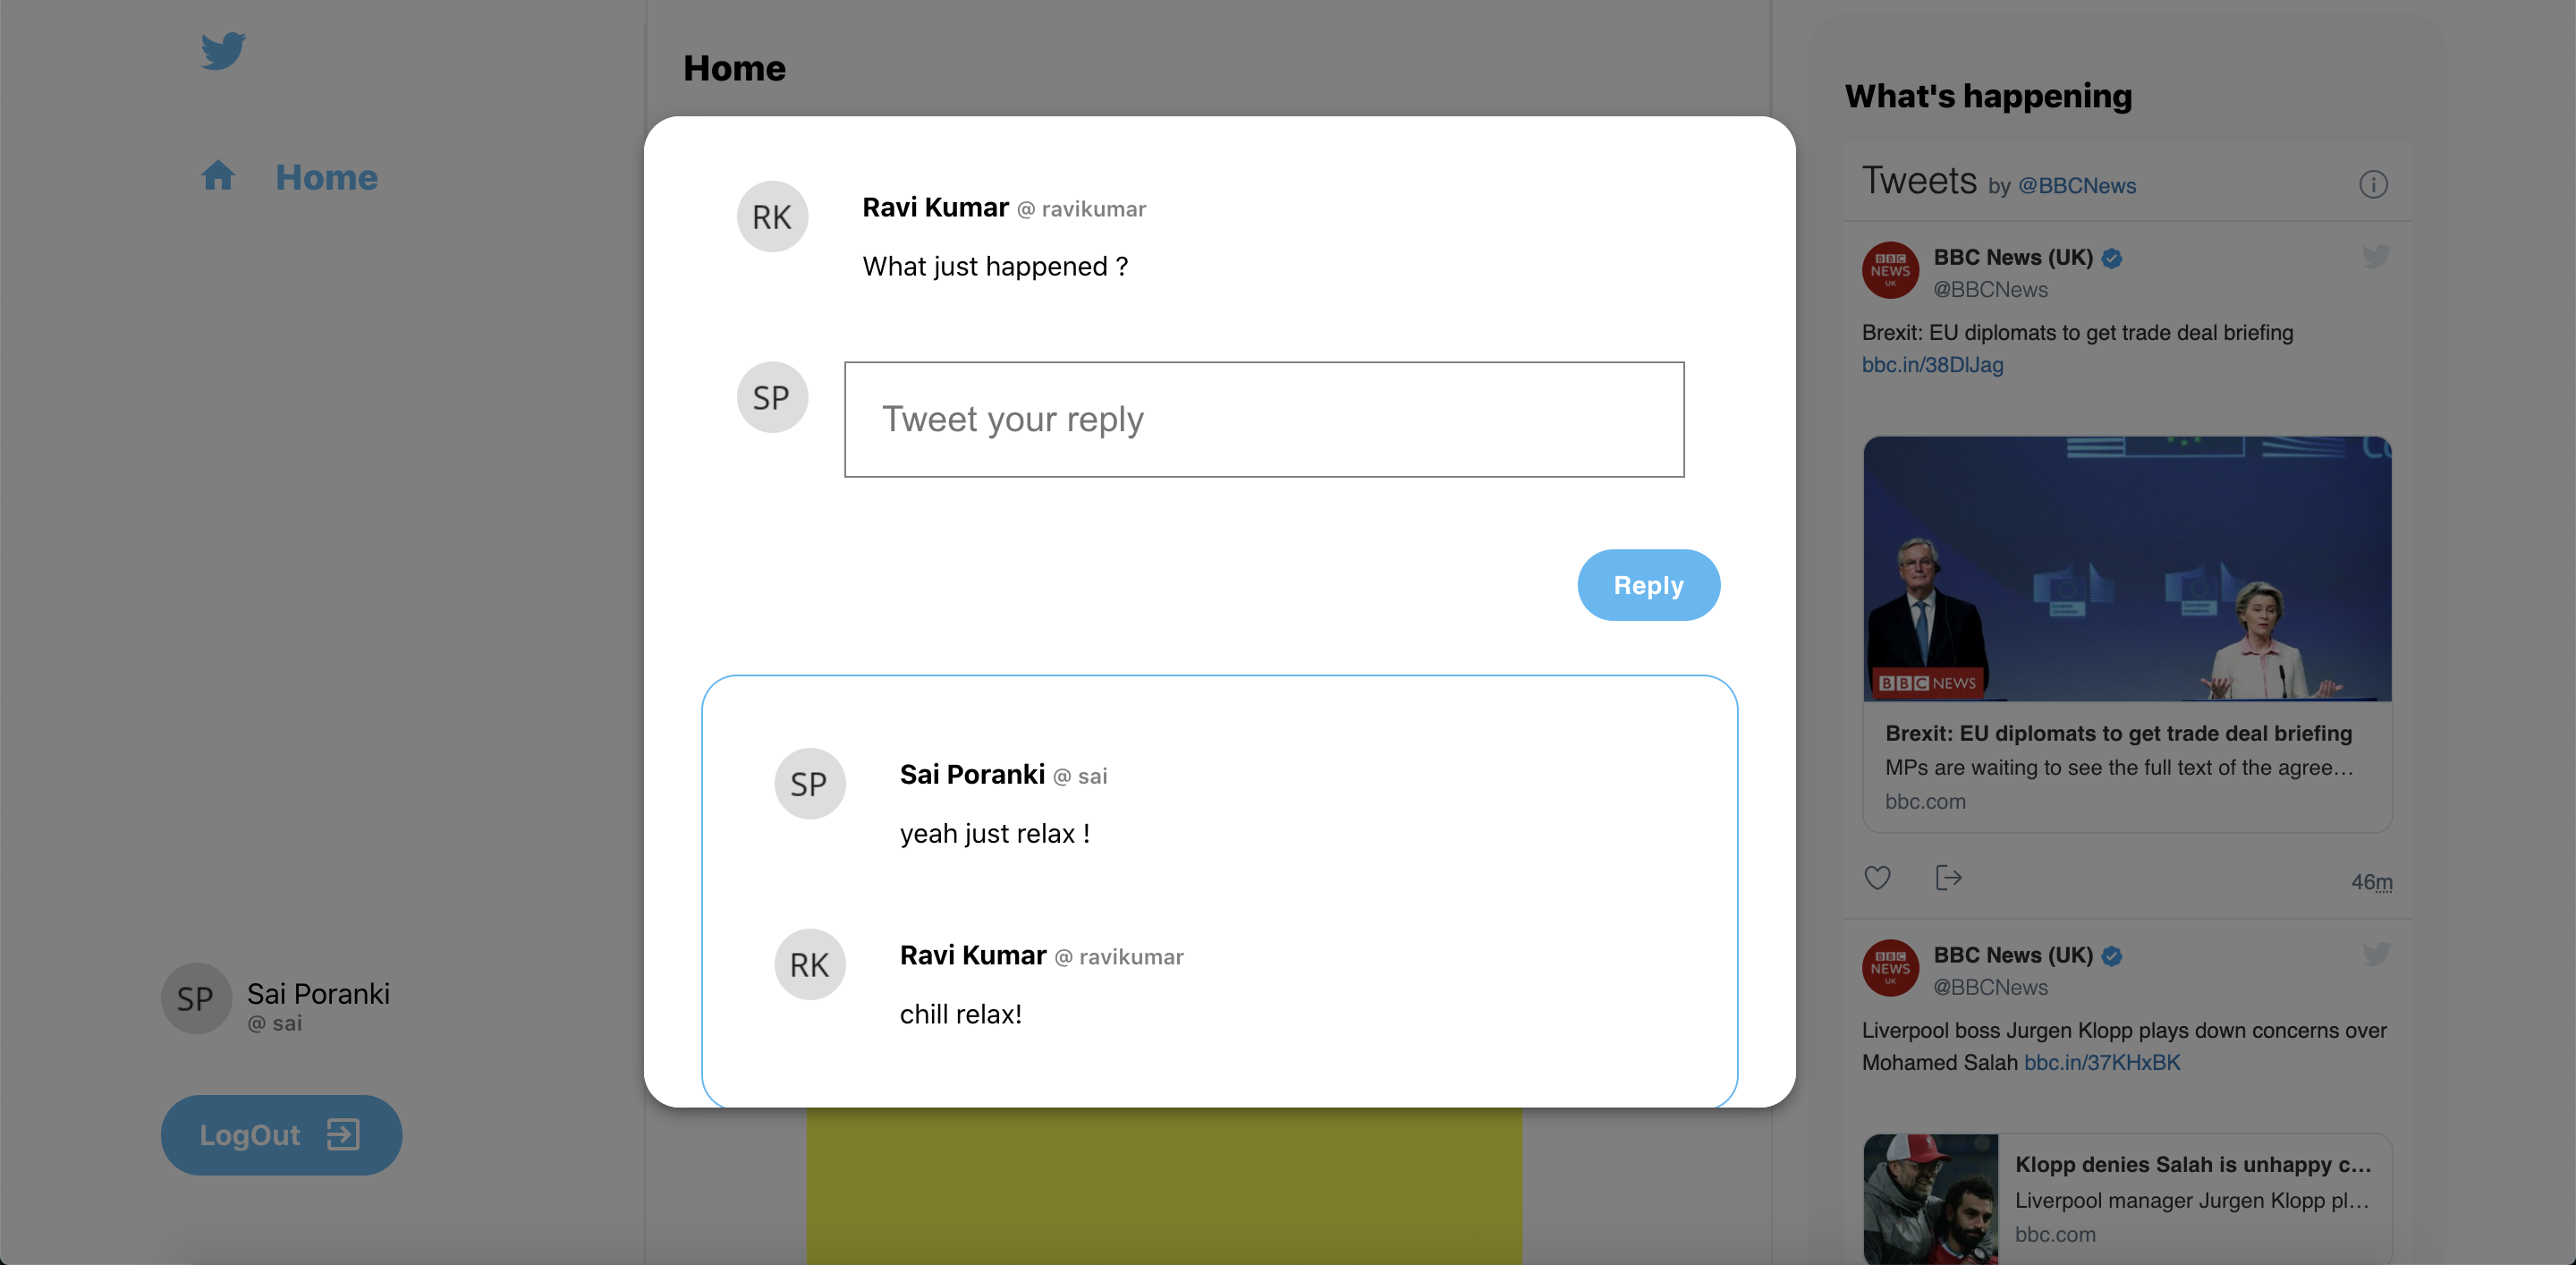 Home
LogOut
SP
Sai Poranki
@ sai
Home
RK
Ravi Kumar @ ravikumar
What just happened ?
SP
Tweet your reply
Reply
SP
Sai Poranki @ sai
yeah just relax !
RK
Ravi Kumar @ ravikumar
chill relax!
What's happening
Tweets by @BBCNews
BBC NEWS UK
BBC News (UK)
@BBCNews
Brexit: EU diplomats to get trade deal briefing
bbc.in/38DlJag
BBC NEWS
Brexit: EU diplomats to get trade deal briefing
MPs are waiting to see the full text of the agree…
bbc.com
46m
BBC NEWS UK
BBC News (UK)
@BBCNews
Liverpool boss Jurgen Klopp plays down concerns over
Mohamed Salah bbc.in/37KHxBK
Klopp denies Salah is unhappy c…
Liverpool manager Jurgen Klopp pl…
bbc.com